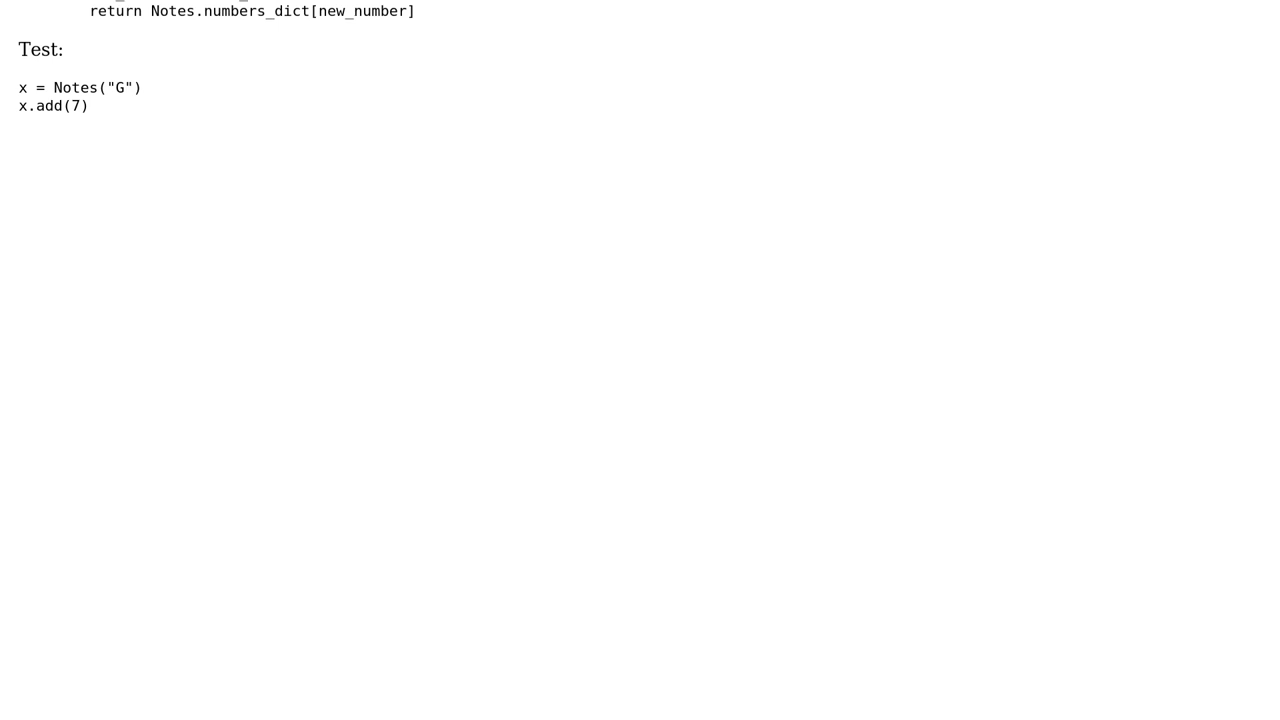 return Notes.numbers_dict[new_number]
Test:
x = Notes("G")
x.add(7)